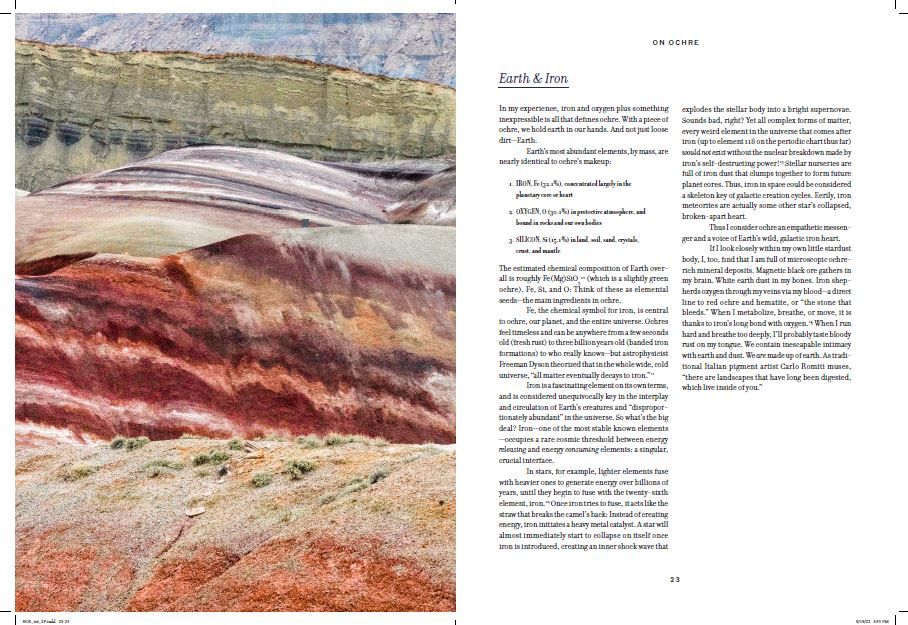 ON OCHRE
Earth & Iron
In my experience, iron and oxygen plus something
inexpressible is all that defines ochre. With a piece of
ochre, we hold earth in our hands. And not just loose
dirt—Earth.
Earth's most abundant elements, by mass, are
nearly identical to ochre's makeup:
1. IRON, Fe (32.1%), concentrated largely in the
planetary core or heart
2. OXYGEN, O (30.1%) in protective atmosphere, and
bound in rocks and our own bodies
3. SILICON, Si (15.1%) in land, soil, sand, crystals,
crust, and mantle
The estimated chemical composition of Earth over-
all is roughly Fe(Mg)SiO (which is a slightly green
ochre). Fe, Si, and O: Think of these as elemental
seeds—the main ingredients in ochre.
Fe, the chemical symbol for iron, is central
to ochre, our planet, and the entire universe. Ochres
feel timeless and can be anywhere from a few seconds
old (fresh rust) to three billion years old (banded iron
formations) to who really knows—but astrophysicist
Freeman Dyson theorized that in the whole wide, cold
universe, "all matter eventually decays to iron."
Iron is a fascinating element on its own terms,
and is considered unequivocally key in the interplay
and circulation of Earth's creatures and "dispropor-
tionately abundant" in the universe. So what's the big
deal? Iron—one of the most stable known elements
—occupies a rare cosmic threshold between energy
releasing and energy consuming elements: a singular,
crucial interface.
In stars, for example, lighter elements fuse
with heavier ones to generate energy over billions of
years, until they begin to fuse with the twenty-sixth
element, iron. Once iron tries to fuse, it acts like the
straw that breaks the camel's back: Instead of creating
energy, iron initiates a heavy metal catalyst. A star will
almost immediately start to collapse on itself once
iron is introduced, creating an inner shock wave that
explodes the stellar body into a bright supernovae.
Sounds bad, right? Yet all complex forms of matter,
every weird element in the universe that comes after
iron (up to element 118 on the periodic chart thus far)
would not exist without the nuclear breakdown made by
iron's self-destructing power! Stellar nurseries are
full of iron dust that clumps together to form future
planet cores. Thus, iron in space could be considered
a skeleton key of galactic creation cycles. Eerily, iron
meteorites are actually some other star's collapsed,
broken-apart heart.
Thus I consider ochre an empathetic messen-
ger and a voice of Earth's wild, galactic iron heart.
If I look closely within my own little stardust
body, I, too, find that I am full of microscopic ochre-
rich mineral deposits. Magnetic black ore gathers in
my brain. White earth dust in my bones. Iron shep-
herds oxygen through my veins via my blood—a direct
line to red ochre and hematite, or "the stone that
bleeds." When I metabolize, breathe, or move, it is
thanks to iron's long bond with oxygen. When I run
hard and breathe too deeply, I'll probably taste bloody
rust on my tongue. We contain inescapable intimacy
with earth and dust. We are made up of earth. As tradi-
tional Italian pigment artist Carlo Romiti muses,
"there are landscapes that have long been digested,
which live inside of you."
23